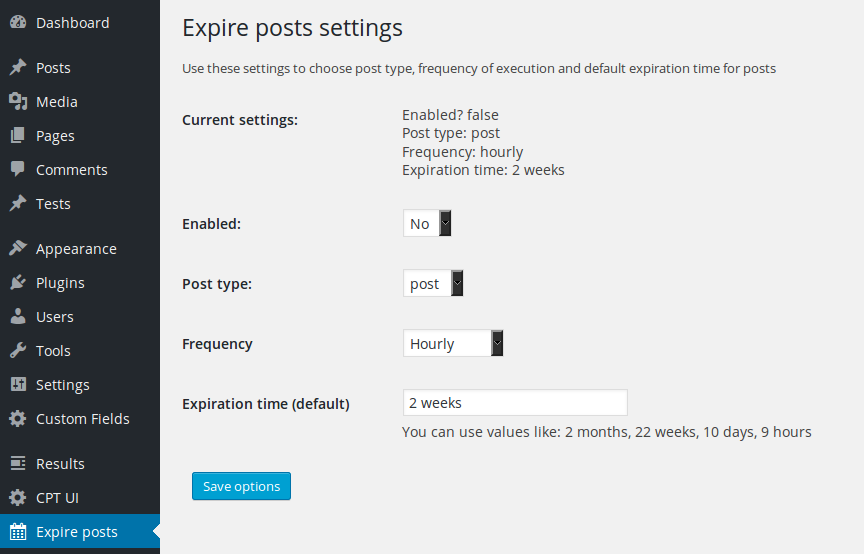 Dashboard
Posts
Media
Pages
Comments
Tests
Appearance
Plugins
Users
Tools
Settings
Custom Fields
Results
CPT UI
Expire posts
Expire posts settings
Use these settings to choose post type, frequency of execution and default expiration time for posts
Current settings:
Enabled? false
Post type: post
Frequency: hourly
Expiration time: 2 weeks
Enabled:
No
Post type:
post
Frequency
Hourly
Expiration time (default)
2 weeks
You can use values like: 2 months, 22 weeks, 10 days, 9 hours
Save options